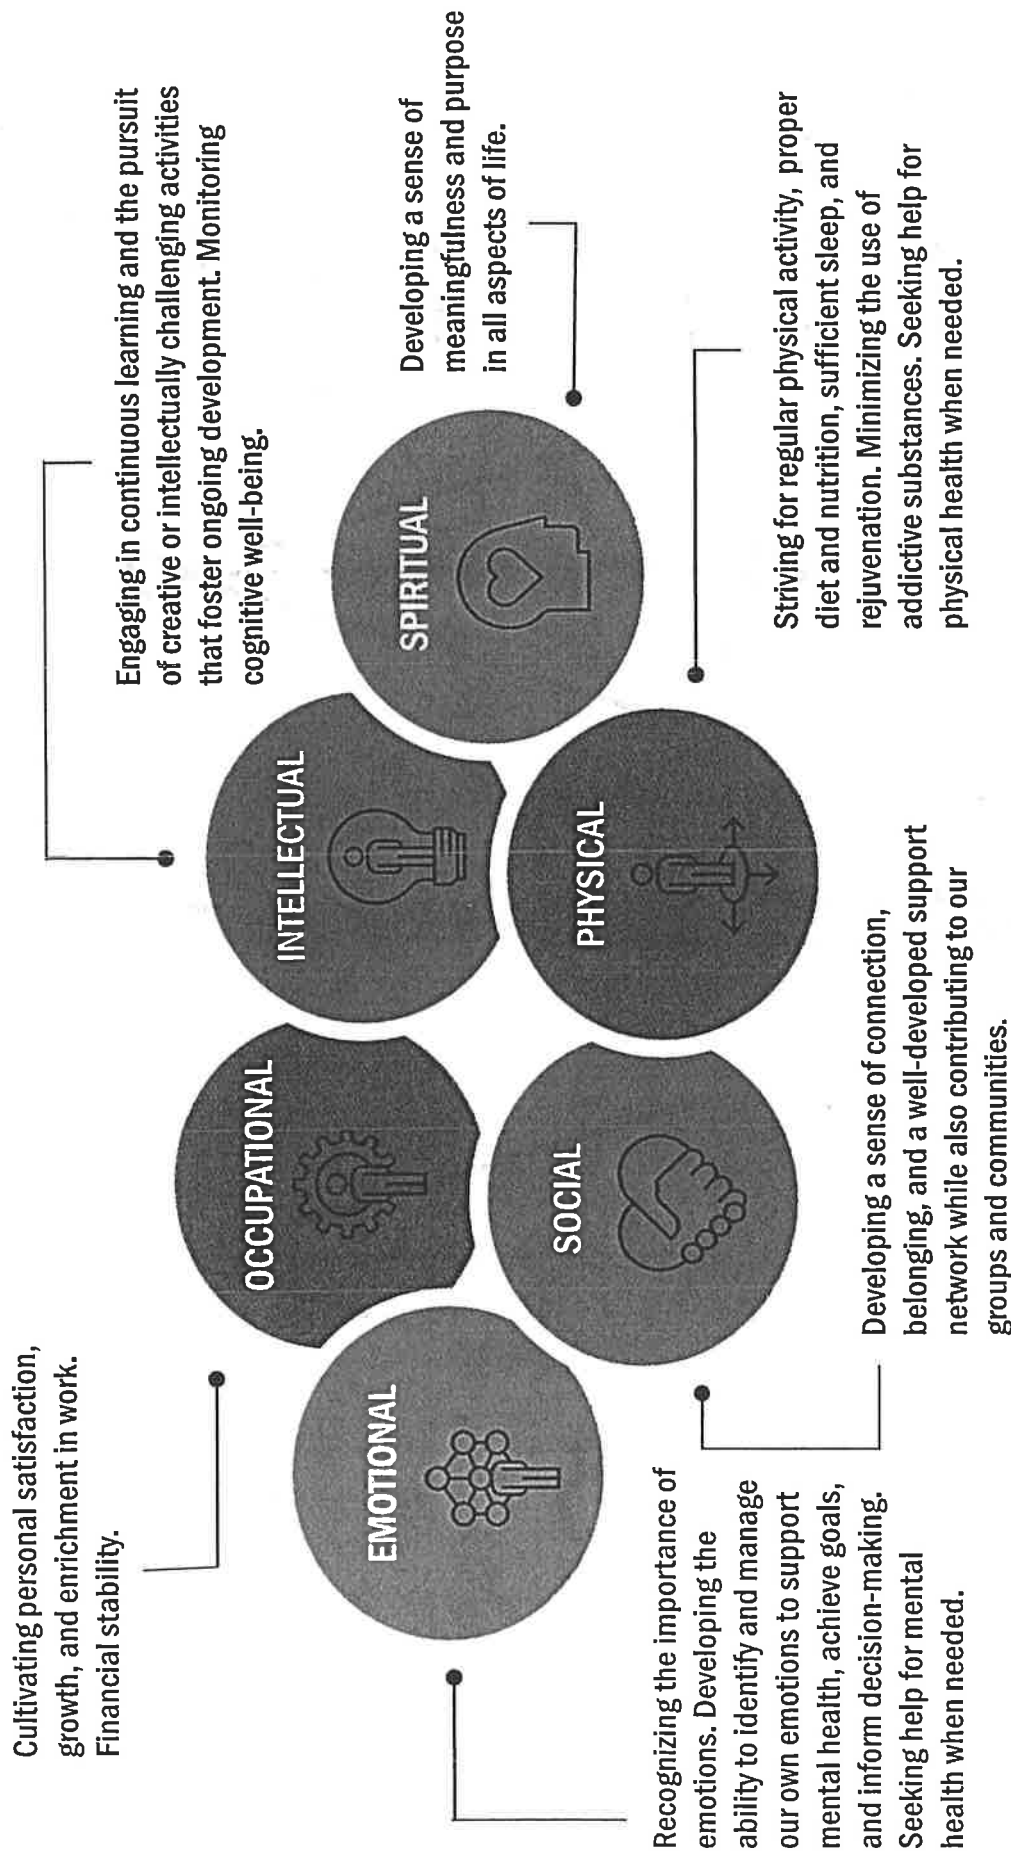 Cultivating personal satisfaction,
growth, and enrichment in work.
Financial stability.
Engaging in continuous learning and the pursuit
of creative or intellectually challenging activities
that foster ongoing development. Monitoring
cognitive well-being.
Developing a sense of
meaningfulness and purpose
in all aspects of life.
EMOTIONAL
OCCUPATIONAL
INTELLECTUAL
SPIRITUAL
SOCIAL
PHYSICAL
Recognizing the importance of
emotions. Developing the
ability to identify and manage
our own emotions to support
mental health, achieve goals,
and inform decision-making.
Seeking help for mental
health when needed.
Developing a sense of connection,
belonging, and a well-developed support
network while also contributing to our
groups and communities.
Striving for regular physical activity, proper
diet and nutrition, sufficient sleep, and
rejuvenation. Minimizing the use of
addictive substances. Seeking help for
physical health when needed.